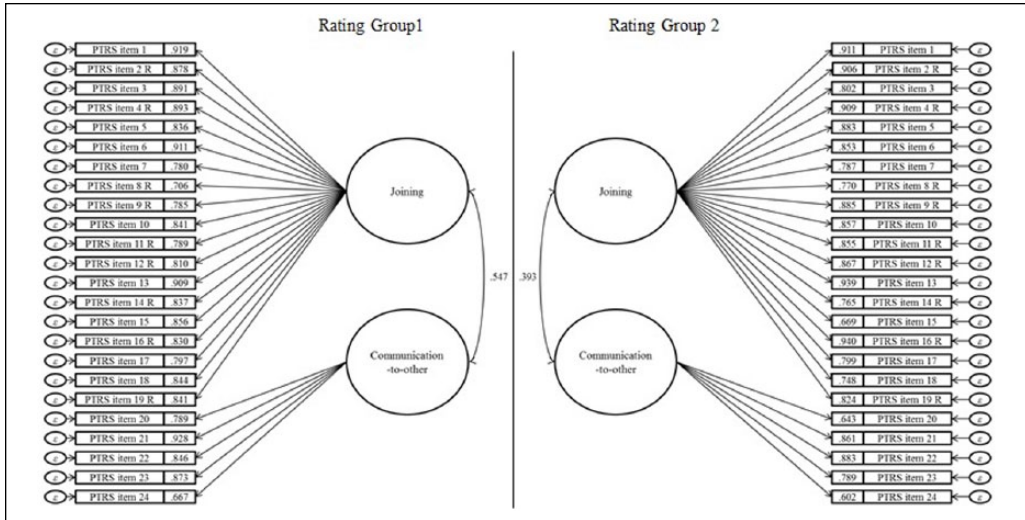 Rating Group1
Rating Group 2
ε PTRS item 1 .919
ε PTRS item 2 R .878
ε PTRS item 3 .891
ε PTRS item 4 R .893
ε PTRS item 5 .836
ε PTRS item 6 .911
ε PTRS item 7 .780
ε PTRS item 8 R .706
ε PTRS item 9 R .785
ε PTRS item 10 .841
ε PTRS item 11 R .789
ε PTRS item 12 R .810
ε PTRS item 13 .909
ε PTRS item 14 R .837
ε PTRS item 15 .856
ε PTRS item 16 R .830
ε PTRS item 17 .797
ε PTRS item 18 .844
ε PTRS item 19 R .841
ε PTRS item 20 .789
ε PTRS item 21 .928
ε PTRS item 22 .846
ε PTRS item 23 .873
ε PTRS item 24 .667
Joining
Communication
-to-other
.547
.393
Joining
Communication
-to-other
.911 PTRS item 1 ε
.906 PTRS item 2 R ε
.802 PTRS item 3 ε
.909 PTRS item 4 R ε
.883 PTRS item 5 ε
.853 PTRS item 6 ε
.787 PTRS item 7 ε
.770 PTRS item 8 R ε
.885 PTRS item 9 R ε
.857 PTRS item 10 ε
.855 PTRS item 11 R ε
.867 PTRS item 12 R ε
.939 PTRS item 13 ε
.765 PTRS item 14 R ε
.669 PTRS item 15 ε
.940 PTRS item 16 R ε
.799 PTRS item 17 ε
.748 PTRS item 18 ε
.824 PTRS item 19 R ε
.643 PTRS item 20 ε
.861 PTRS item 21 ε
.883 PTRS item 22 ε
.789 PTRS item 23 ε
.602 PTRS item 24 ε